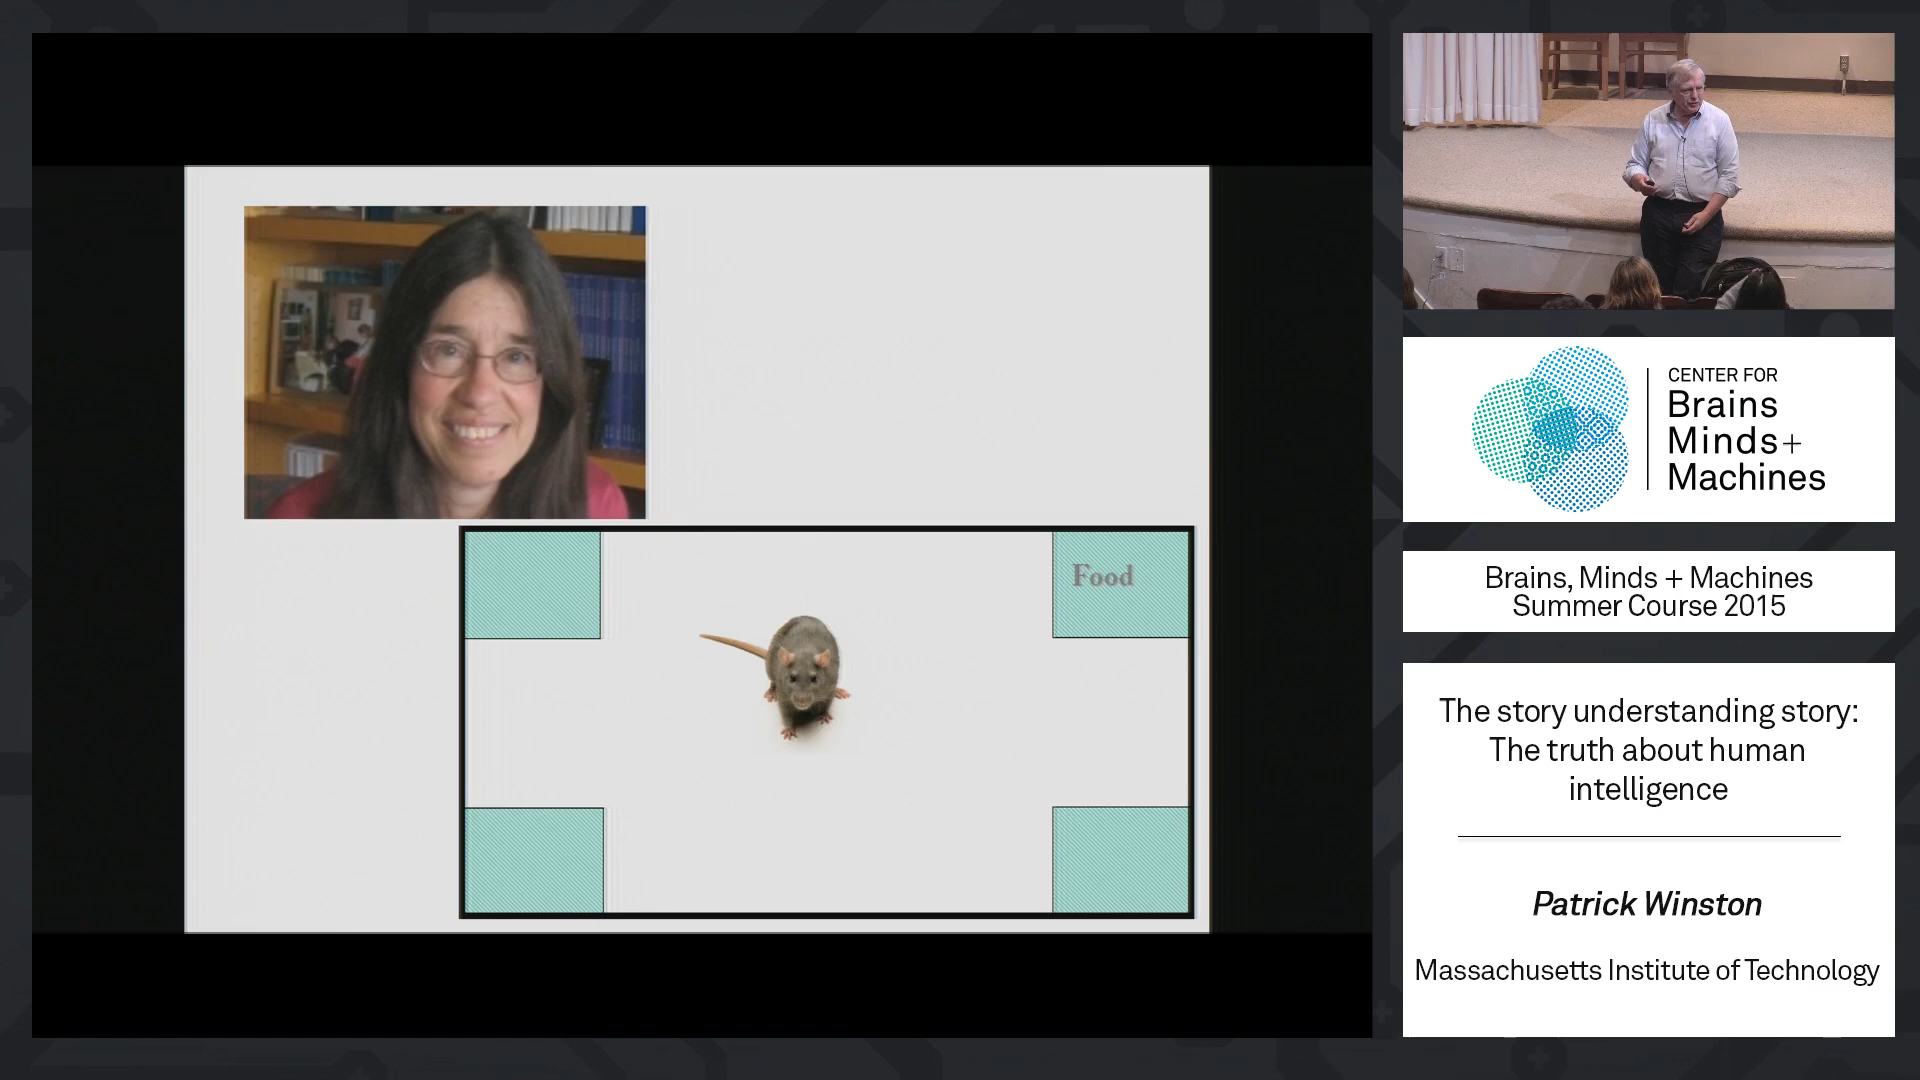 Food
CENTER FOR
Brains
Minds+
Machines
Brains, Minds + Machines
Summer Course 2015
The story understanding story:
The truth about human
intelligence
Patrick Winston
Massachusetts Institute of Technology